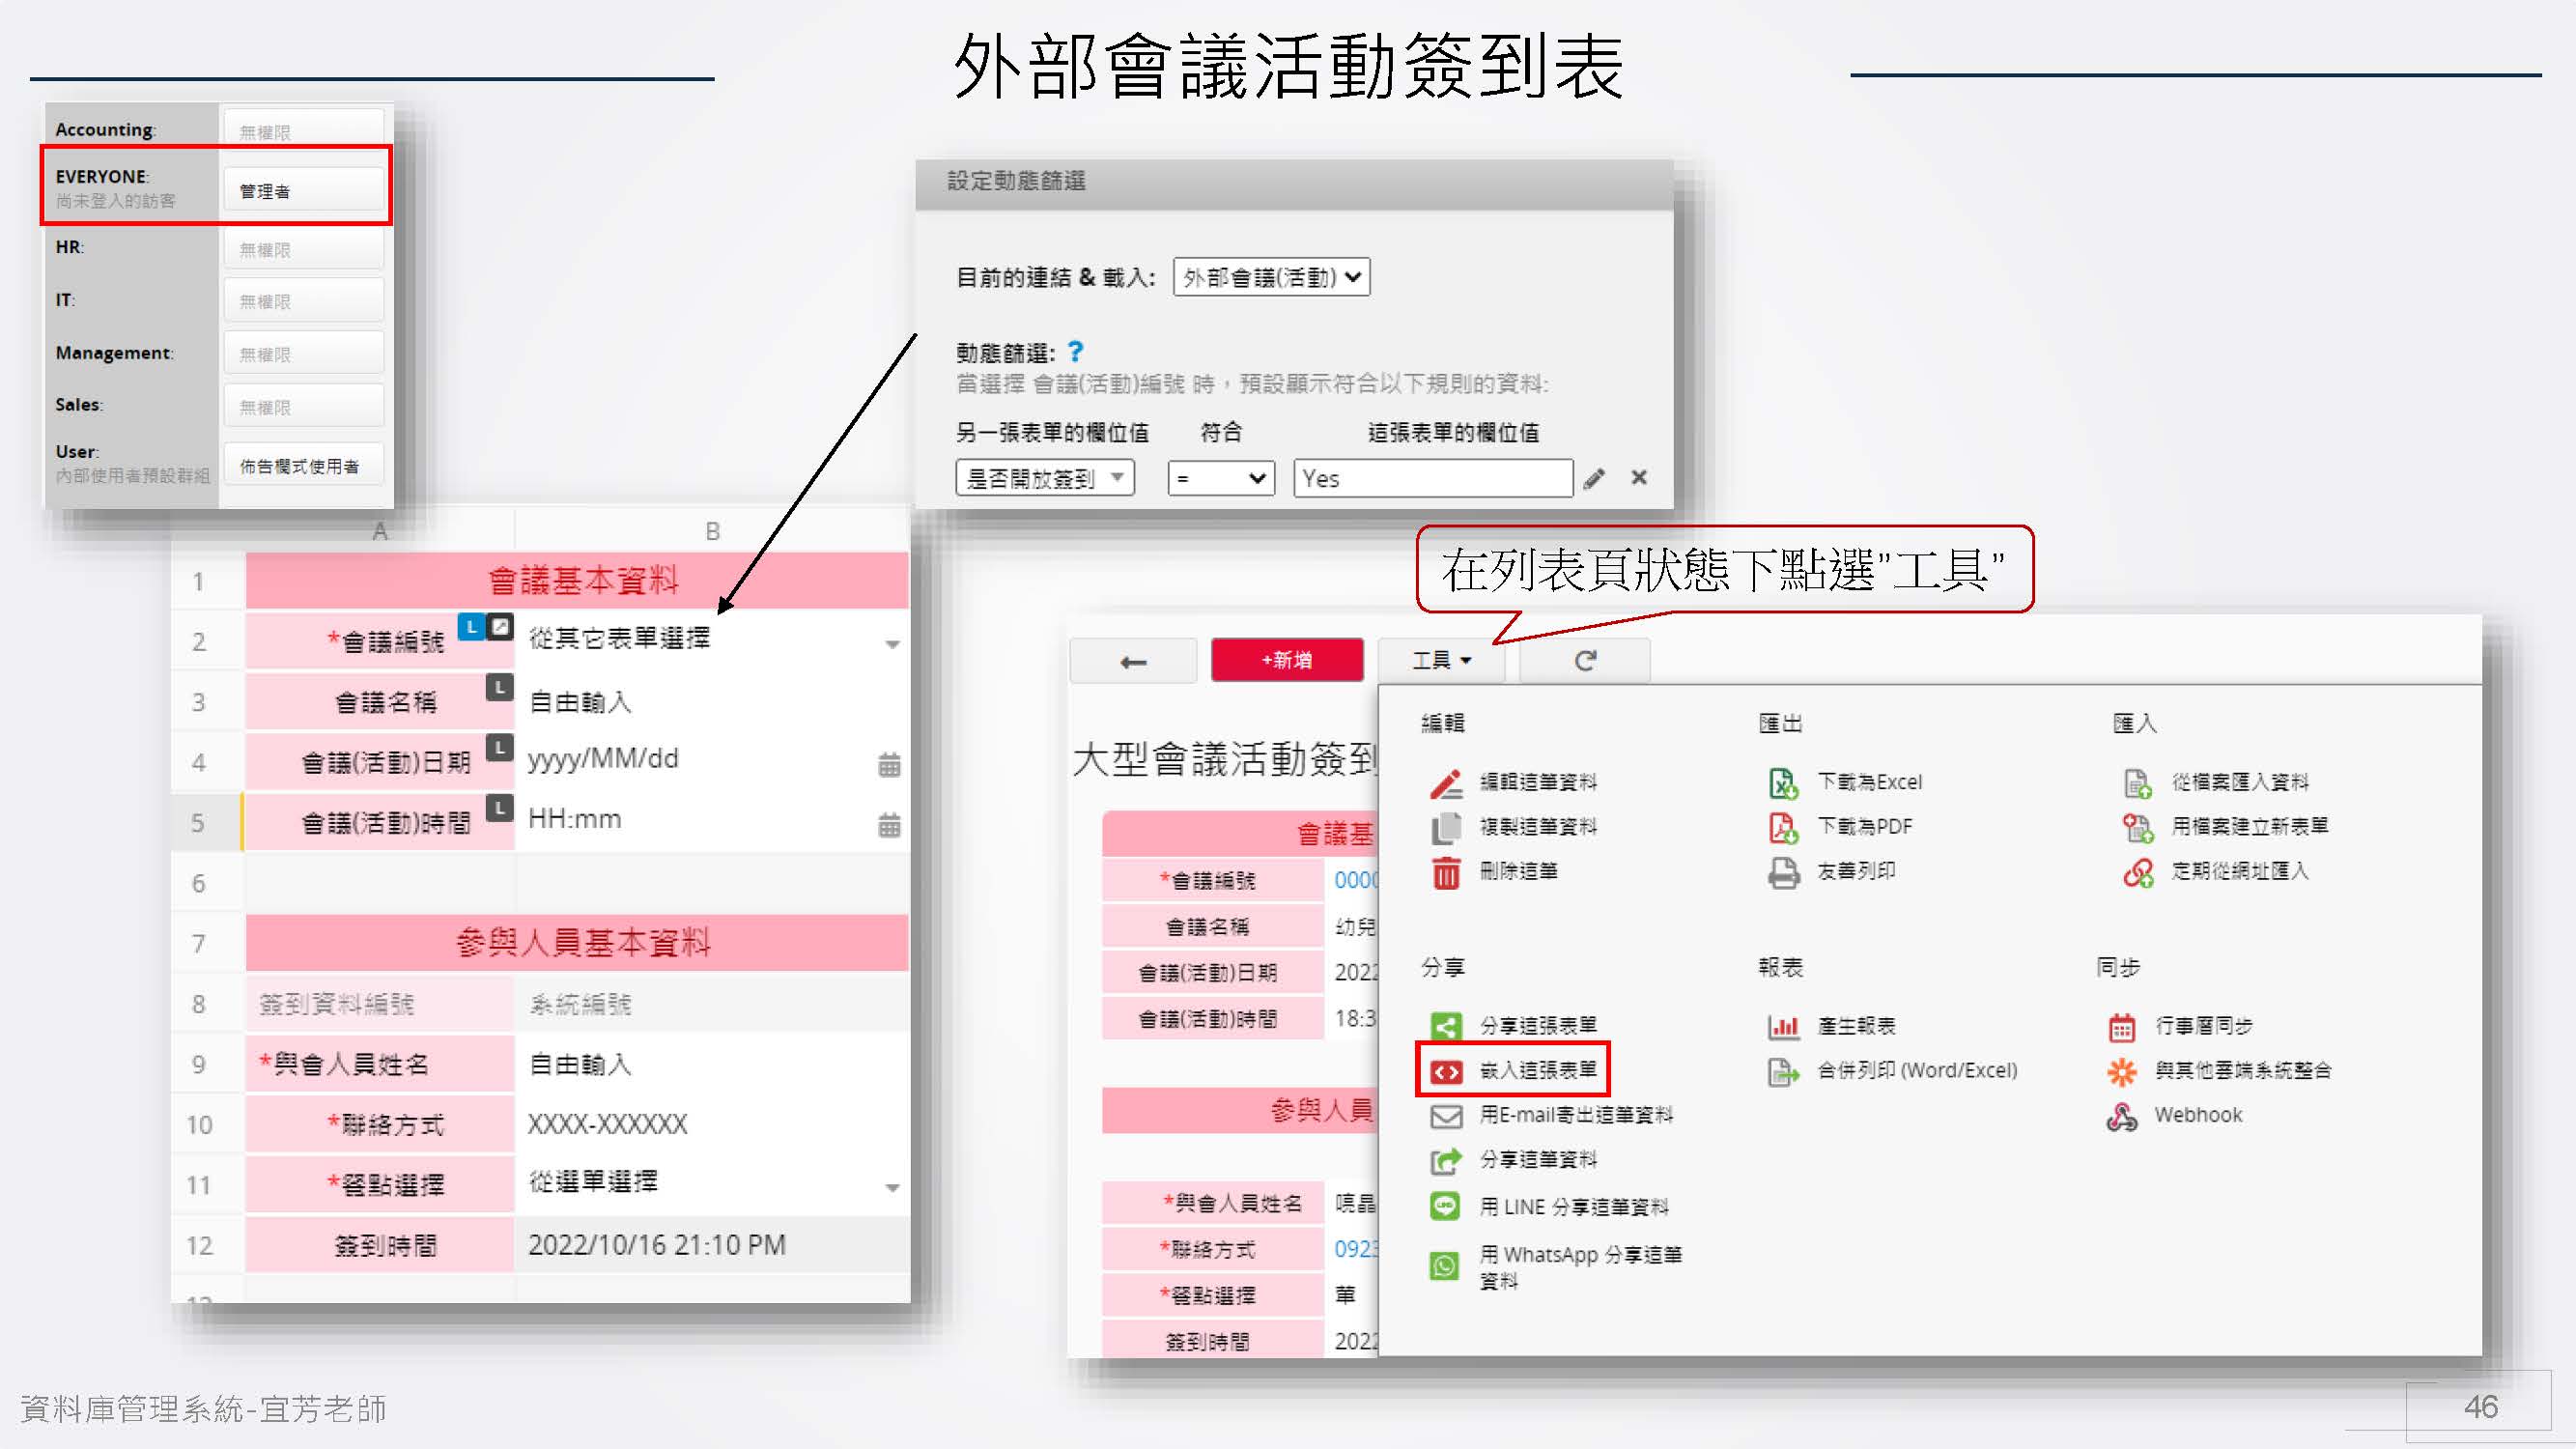 外部會議活動簽到表
Accounting: 無權限
EVERYONE: 管理者
尚未登入的訪客
HR: 無權限
IT: 無權限
Management: 無權限
Sales: 無權限
User: 佈告欄式使用者
內部使用者預設群組
設定動態篩選
目前的連結 & 載入: 外部會議(活動)
動態篩選: ?
當選擇 會議(活動)編號 時,預設顯示符合以下規則的資料:
另一張表單的欄位值 符合 這張表單的欄位值
是否開放簽到 = Yes
A B
1 會議基本資料
2 *會議編號 L 從其它表單選擇
3 會議名稱 L 自由輸入
4 會議(活動)日期 L yyyy/MM/dd
5 會議(活動)時間 L HH:mm
6
7 參與人員基本資料
8 簽到資料編號 系統編號
9 *與會人員姓名 自由輸入
10 *聯絡方式 XXXX-XXXXXX
11 *餐點選擇 從選單選擇
12 簽到時間 2022/10/16 21:10 PM
在列表頁狀態下點選”工具”
+新增 工具
大型會議活動簽到
會議基
*會議編號 0000
會議名稱 幼兒
會議(活動)日期 2022
會議(活動)時間 18:3
參與人員
*與會人員姓名
*聯絡方式 0923
*餐點選擇 葷
簽到時間 2022
編輯 匯出 匯入
編輯這筆資料 下載為Excel 從檔案匯入資料
複製這筆資料 下載為PDF 用檔案建立新表單
刪除這筆 友善列印 定期從網址匯入
分享 報表 同步
分享這張表單 產生報表 行事曆同步
嵌入這張表單 合併列印 (Word/Excel) 與其他雲端系統整合
用E-mail寄出這筆資料 Webhook
分享這筆資料
用 LINE 分享這筆資料
用 WhatsApp 分享這筆
資料
資料庫管理系統-宜芳老師
46